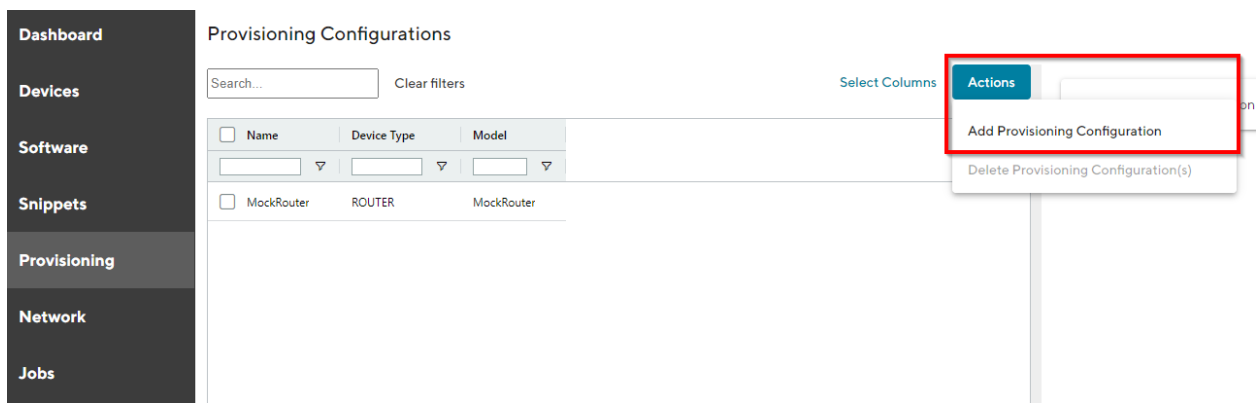 Dashboard
Devices
Software
Snippets
Provisioning
Network
Jobs
Provisioning Configurations
Search...
Clear filters
Select Columns
Actions
on
Add Provisioning Configuration
Delete Provisioning Configuration(s)
Name Device Type Model
MockRouter ROUTER MockRouter